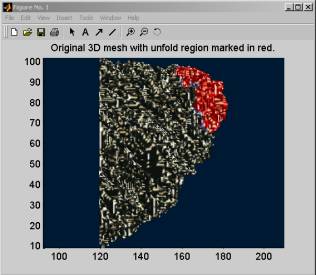 Figure No. 1
File Edit View Insert Tools Window Help
Original 3D mesh with unfold region marked in red.
100
90
80
70
60
50
40
30
20
10
100 120 140 160 180 200